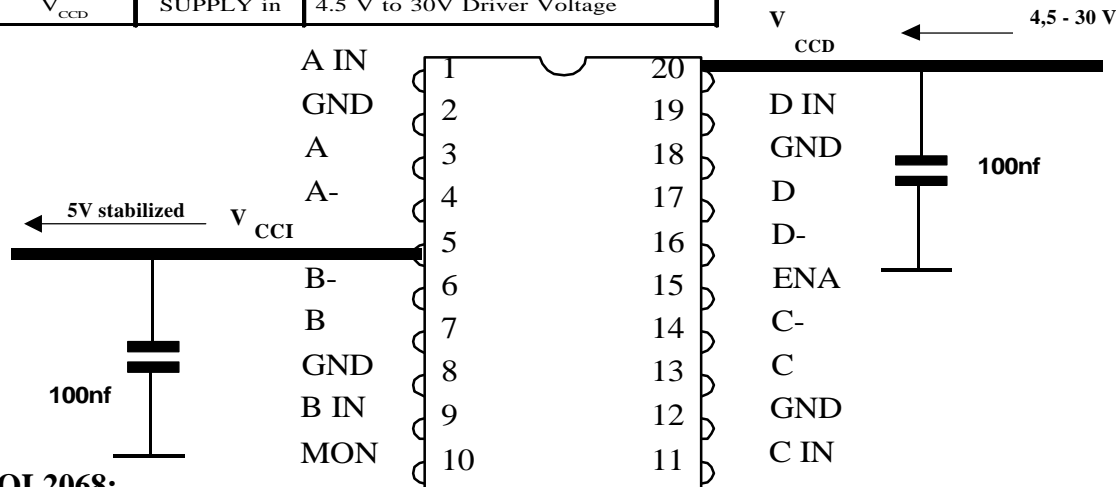 V CCD SUPPLY in 4.5 V to 30V Driver Voltage
V CCD 4,5 - 30 V
A IN 1 20
GND 2 19 D IN
A 3 18 GND
A- 4 17 D
5V stabilized V CCI 5 16 D-
B- 6 15 ENA
B 7 14 C-
GND 8 13 C
B IN 9 12 GND
MON 10 11 C IN
100nf
100nf
2068: